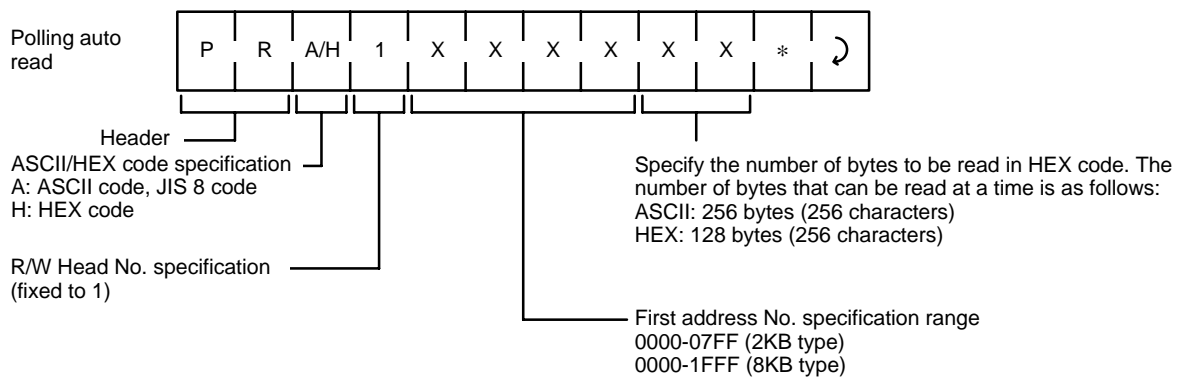 Polling auto
read
P R A/H 1 X X X X X X * ⤸
Header
ASCII/HEX code specification
A: ASCII code, JIS 8 code
H: HEX code
R/W Head No. specification
(fixed to 1)
Specify the number of bytes to be read in HEX code. The
number of bytes that can be read at a time is as follows:
ASCII: 256 bytes (256 characters)
HEX: 128 bytes (256 characters)
First address No. specification range
0000-07FF (2KB type)
0000-1FFF (8KB type)